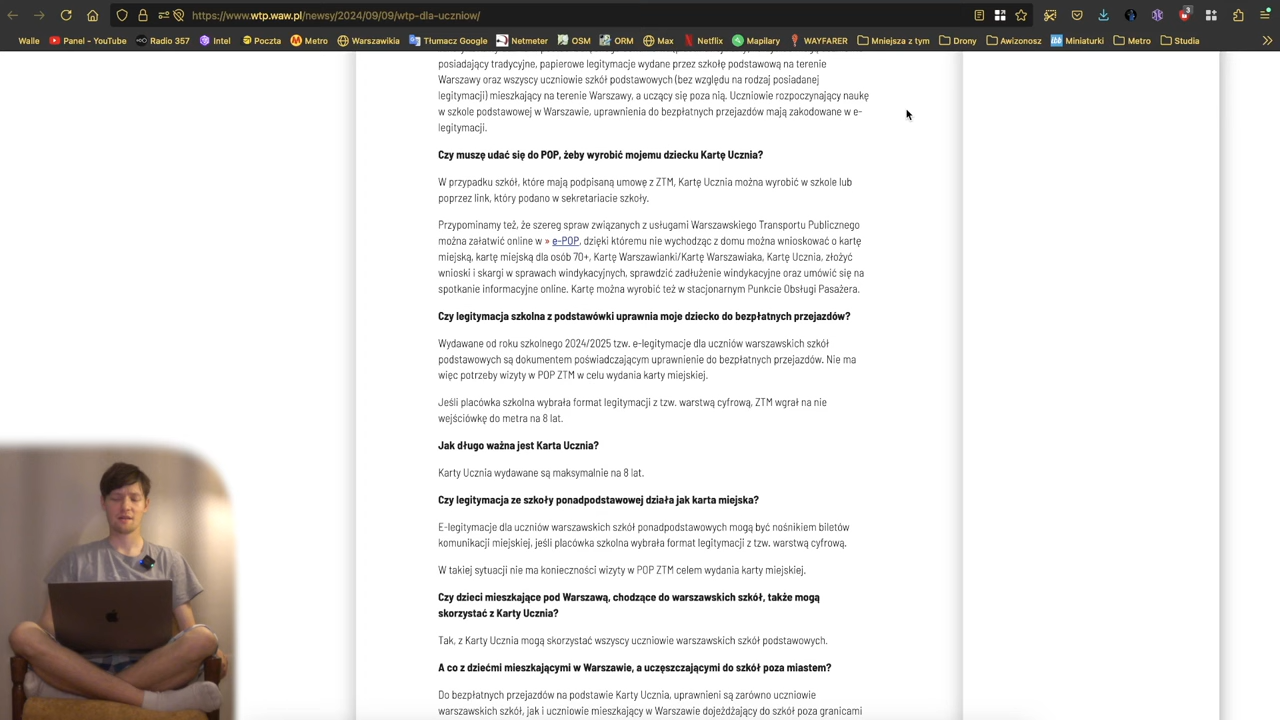 https://www.wtp.waw.pl/newsy/2024/09/09/wtp-dla-uczniow/
3
Walle Panel - YouTube Radio 357 Intel Poczta Metro Warszawikia Tłumacz Google Netmeter OSM ORM Max Netflix Mapilary WAYFARER Mniejsza z tym Drony Awizonosz Miniaturki Metro Studia
posiadający tradycyjne, papierowe legitymacje wydane przez szkołę podstawową na terenie
Warszawy oraz wszyscy uczniowie szkół podstawowych (bez względu na rodzaj posiadanej
legitymacji) mieszkający na terenie Warszawy, a uczący się poza nią. Uczniowie rozpoczynający naukę
w szkole podstawowej w Warszawie, uprawnienia do bezpłatnych przejazdów mają zakodowane w e-
legitymacji.
Czy muszę udać się do POP, żeby wyrobić mojemu dziecku Kartę Ucznia?
W przypadku szkół, które mają podpisaną umowę z ZTM, Kartę Ucznia można wyrobić w szkole lub
poprzez link, który podano w sekretariacie szkoły.
Przypominamy też, że szereg spraw związanych z usługami Warszawskiego Transportu Publicznego
można załatwić online w » e-POP, dzięki któremu nie wychodząc z domu można wnioskować o kartę
miejską, kartę miejską dla osób 70+, Kartę Warszawianki/Kartę Warszawiaka, Kartę Ucznia, złożyć
wnioski i skargi w sprawach windykacyjnych, sprawdzić zadłużenie windykacyjne oraz umówić się na
spotkanie informacyjne online. Kartę można wyrobić też w stacjonarnym Punkcie Obsługi Pasażera.
Czy legitymacja szkolna z podstawówki uprawnia moje dziecko do bezpłatnych przejazdów?
Wydawane od roku szkolnego 2024/2025 tzw. e-legitymacje dla uczniów warszawskich szkół
podstawowych są dokumentem poświadczającym uprawnienie do bezpłatnych przejazdów. Nie ma
więc potrzeby wizyty w POP ZTM w celu wydania karty miejskiej.
Jeśli placówka szkolna wybrała format legitymacji z tzw. warstwą cyfrową, ZTM wgrał na nie
wejściówkę do metra na 8 lat.
Jak długo ważna jest Karta Ucznia?
Karty Ucznia wydawane są maksymalnie na 8 lat.
Czy legitymacja ze szkoły ponadpodstawowej działa jak karta miejska?
E-legitymacje dla uczniów warszawskich szkół ponadpodstawowych mogą być nośnikiem biletów
komunikacji miejskiej, jeśli placówka szkolna wybrała format legitymacji z tzw. warstwą cyfrową.
W takiej sytuacji nie ma konieczności wizyty w POP ZTM celem wydania karty miejskiej.
Czy dzieci mieszkające pod Warszawą, chodzące do warszawskich szkół, także mogą
skorzystać z Karty Ucznia?
Tak, z Karty Ucznia mogą skorzystać wszyscy uczniowie warszawskich szkół podstawowych.
A co z dziećmi mieszkającymi w Warszawie, a uczęszczającymi do szkół poza miastem?
Do bezpłatnych przejazdów na podstawie Karty Ucznia, uprawnieni są zarówno uczniowie
warszawskich szkół, jak i uczniowie mieszkający w Warszawie dojeżdżający do szkół poza granicami